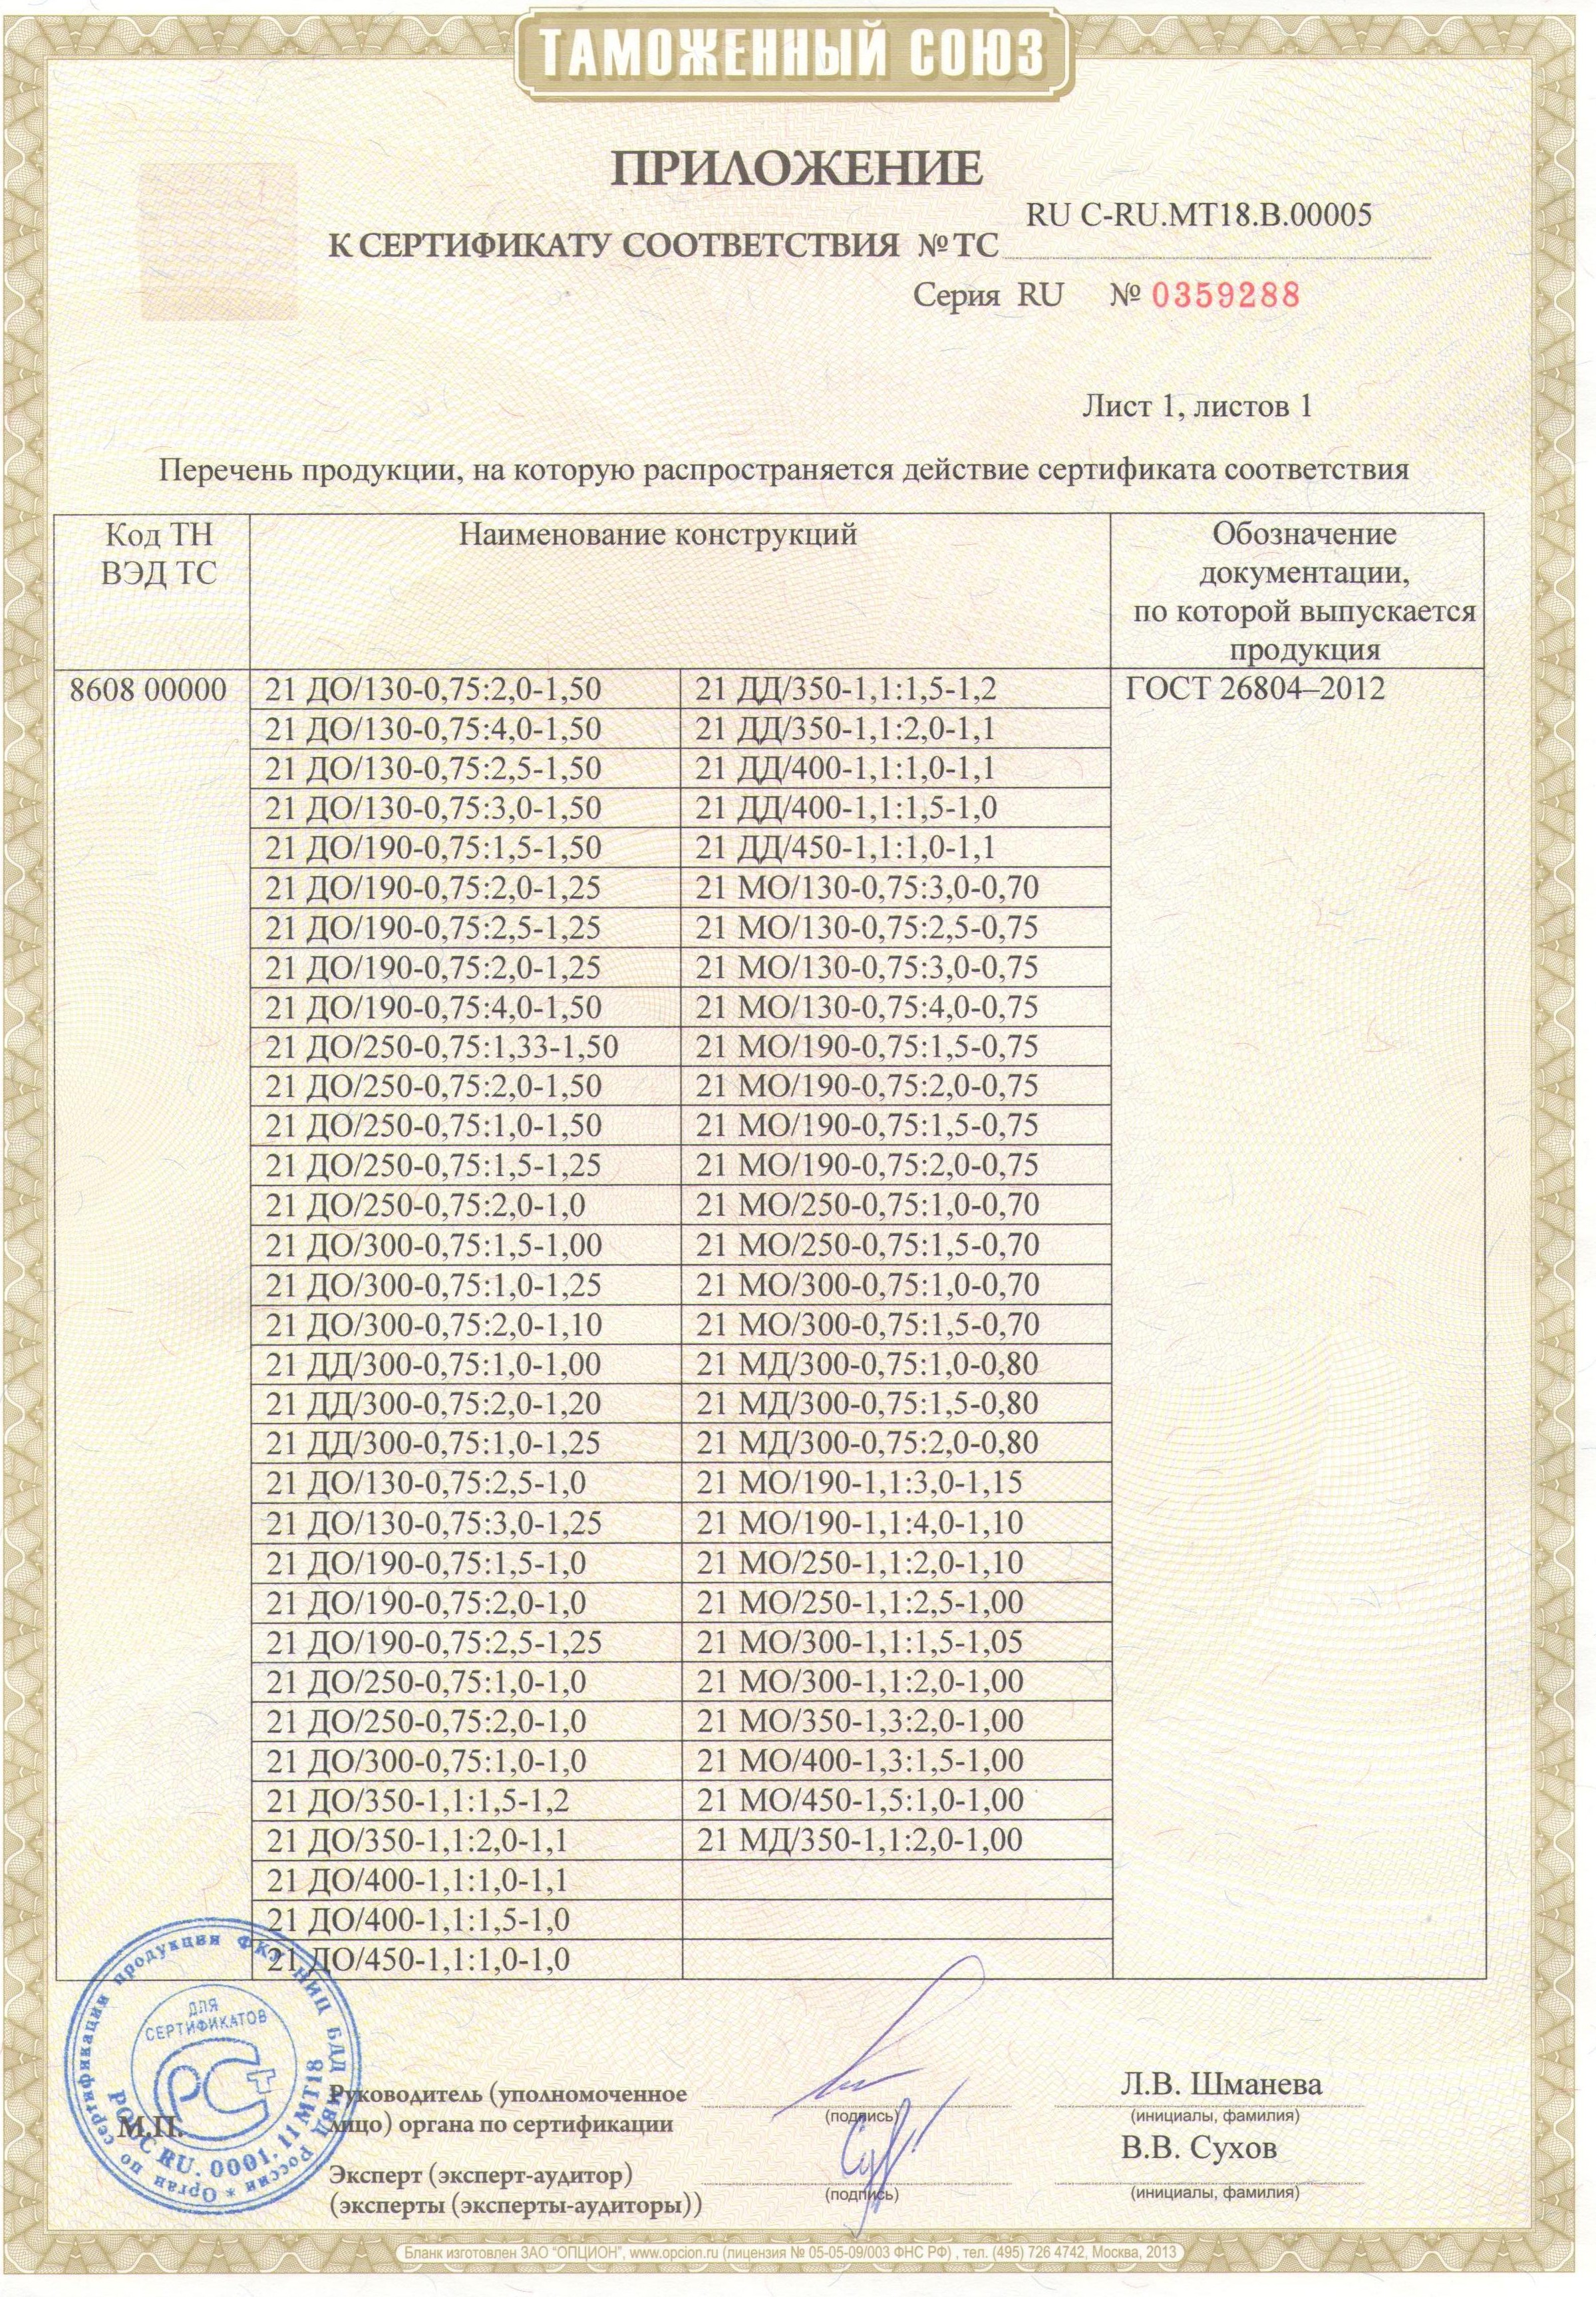 ТАМОЖЕННЫЙ СОЮЗ
ПРИЛОЖЕНИЕ
RU C-RU.МТ18.В.00005
К СЕРТИФИКАТУ СООТВЕТСТВИЯ № ТС
Серия RU № 0359288
Лист 1, листов 1
Перечень продукции, на которую распространяется действие сертификата соответствия
Код ТН ВЭД ТС
Наименование конструкций
Обозначение
документации,
по которой выпускается
продукция
8608 00000 21 ДО/130-0,75:2,0-1,50 21 ДД/350-1,1:1,5-1,2 ГОСТ 26804–2012
21 ДО/130-0,75:4,0-1,50 21 ДД/350-1,1:2,0-1,1
21 ДО/130-0,75:2,5-1,50 21 ДД/400-1,1:1,0-1,1
21 ДО/130-0,75:3,0-1,50 21 ДД/400-1,1:1,5-1,0
21 ДО/190-0,75:1,5-1,50 21 ДД/450-1,1:1,0-1,1
21 ДО/190-0,75:2,0-1,25 21 МО/130-0,75:3,0-0,70
21 ДО/190-0,75:2,5-1,25 21 МО/130-0,75:2,5-0,75
21 ДО/190-0,75:2,0-1,25 21 МО/130-0,75:3,0-0,75
21 ДО/190-0,75:4,0-1,50 21 МО/130-0,75:4,0-0,75
21 ДО/250-0,75:1,33-1,50 21 МО/190-0,75:1,5-0,75
21 ДО/250-0,75:2,0-1,50 21 МО/190-0,75:2,0-0,75
21 ДО/250-0,75:1,0-1,50 21 МО/190-0,75:1,5-0,75
21 ДО/250-0,75:1,5-1,25 21 МО/190-0,75:2,0-0,75
21 ДО/250-0,75:2,0-1,0 21 МО/250-0,75:1,0-0,70
21 ДО/300-0,75:1,5-1,00 21 МО/250-0,75:1,5-0,70
21 ДО/300-0,75:1,0-1,25 21 МО/300-0,75:1,0-0,70
21 ДО/300-0,75:2,0-1,10 21 МО/300-0,75:1,5-0,70
21 ДД/300-0,75:1,0-1,00 21 МД/300-0,75:1,0-0,80
21 ДД/300-0,75:2,0-1,20 21 МД/300-0,75:1,5-0,80
21 ДД/300-0,75:1,0-1,25 21 МД/300-0,75:2,0-0,80
21 ДО/130-0,75:2,5-1,0 21 МО/190-1,1:3,0-1,15
21 ДО/130-0,75:3,0-1,25 21 МО/190-1,1:4,0-1,10
21 ДО/190-0,75:1,5-1,0 21 МО/250-1,1:2,0-1,10
21 ДО/190-0,75:2,0-1,0 21 МО/250-1,1:2,5-1,00
21 ДО/190-0,75:2,5-1,25 21 МО/300-1,1:1,5-1,05
21 ДО/250-0,75:1,0-1,0 21 МО/300-1,1:2,0-1,00
21 ДО/250-0,75:2,0-1,0 21 МО/350-1,3:2,0-1,00
21 ДО/300-0,75:1,0-1,0 21 МО/400-1,3:1,5-1,00
21 ДО/350-1,1:1,5-1,2 21 МО/450-1,5:1,0-1,00
21 ДО/350-1,1:2,0-1,1 21 МД/350-1,1:2,0-1,00
21 ДО/400-1,1:1,0-1,1
21 ДО/400-1,1:1,5-1,0
21 ДО/450-1,1:1,0-1,0
Орган по сертификации продукции ФКУ НИЦ БДД МВД России *
ДЛЯ
СЕРТИФИКАТОВ
РОСС RU. 0001. 11 МТ18
М.П.
Руководитель (уполномоченное
лицо) органа по сертификации
(подпись)
Л.В. Шманева
(инициалы, фамилия)
Эксперт (эксперт-аудитор)
(эксперты (эксперты-аудиторы))
(подпись)
В.В. Сухов
(инициалы, фамилия)
Бланк изготовлен ЗАО "ОПЦИОН", www.opcion.ru (лицензия № 05-05-09/003 ФНС РФ), тел. (495) 726 4742, Москва, 2013